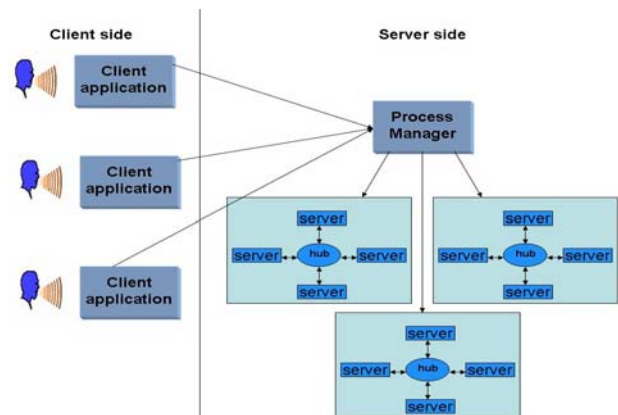 Client side
Server side
Client
application
Process
Manager
Client
application
Client
application
server
server hub server
server
server
server hub server
server
server
server hub server
server